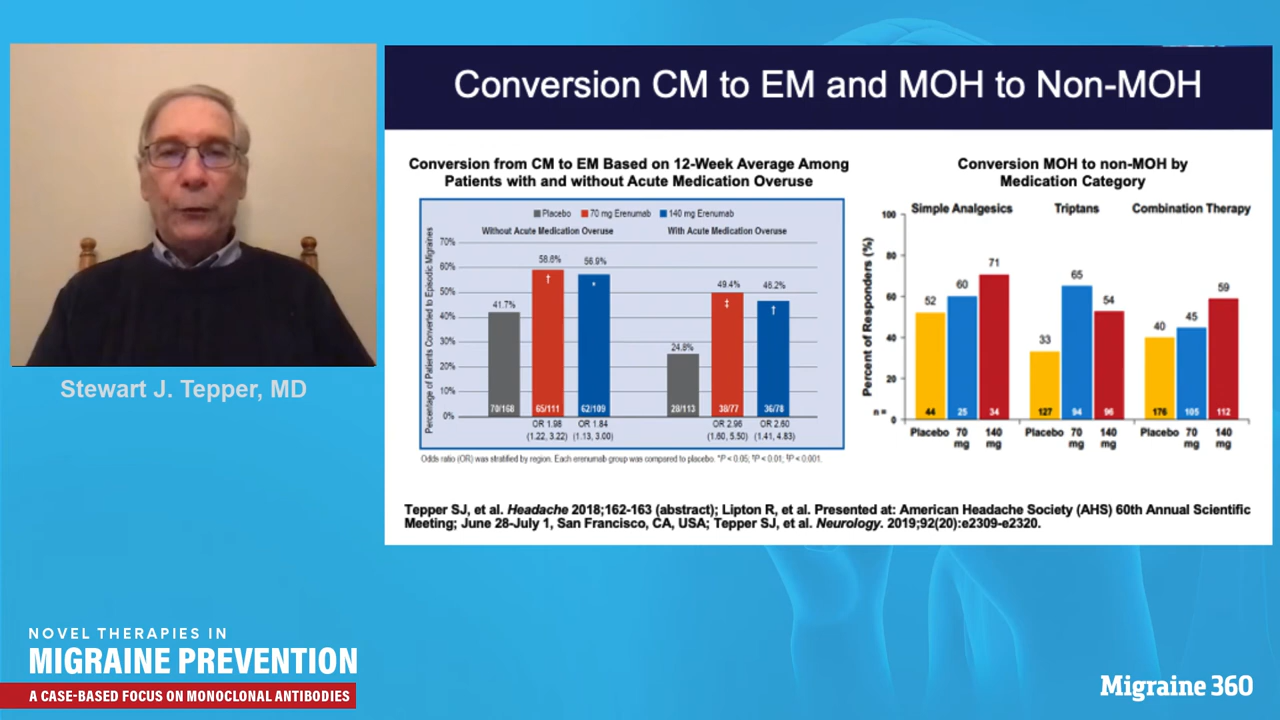 Conversion CM to EM and MOH to Non-MOH
Stewart J. Tepper, MD
Conversion from CM to EM Based on 12-Week Average Among
Patients with and without Acute Medication Overuse
Placebo 70 mg Erenumab 140 mg Erenumab
Without Acute Medication Overuse With Acute Medication Overuse
Percentage of Patients Converted to Episodic Migraines
70%
60%
50%
40%
30%
20%
10%
0%
41.7% 58.6% 56.9% 24.8% 49.4% 46.2%
† * ‡ †
70/168 65/111 62/109 28/113 38/77 36/78
OR 1.98 OR 1.84 OR 2.96 OR 2.60
(1.22, 3.22) (1.13, 3.00) (1.60, 5.50) (1.41, 4.83)
Odds ratio (OR) was stratified by region. Each erenumab group was compared to placebo. *P < 0.05; †P < 0.01; ‡P < 0.001.
Conversion MOH to non-MOH by
Medication Category
Simple Analgesics Triptans Combination Therapy
Percent of Responders (%)
100
80
60
40
20
0
52 60 71 33 65 54 40 45 59
n = 44 25 34 127 94 96 176 105 112
Placebo 70 140 Placebo 70 140 Placebo 70 140
mg mg mg mg mg mg
Tepper SJ, et al. Headache 2018;162-163 (abstract); Lipton R, et al. Presented at: American Headache Society (AHS) 60th Annual Scientific
Meeting; June 28-July 1, San Francisco, CA, USA; Tepper SJ, et al. Neurology. 2019;92(20):e2309-e2320.
NOVEL THERAPIES IN
MIGRAINE PREVENTION
A CASE-BASED FOCUS ON MONOCLONAL ANTIBODIES
Migraine 360